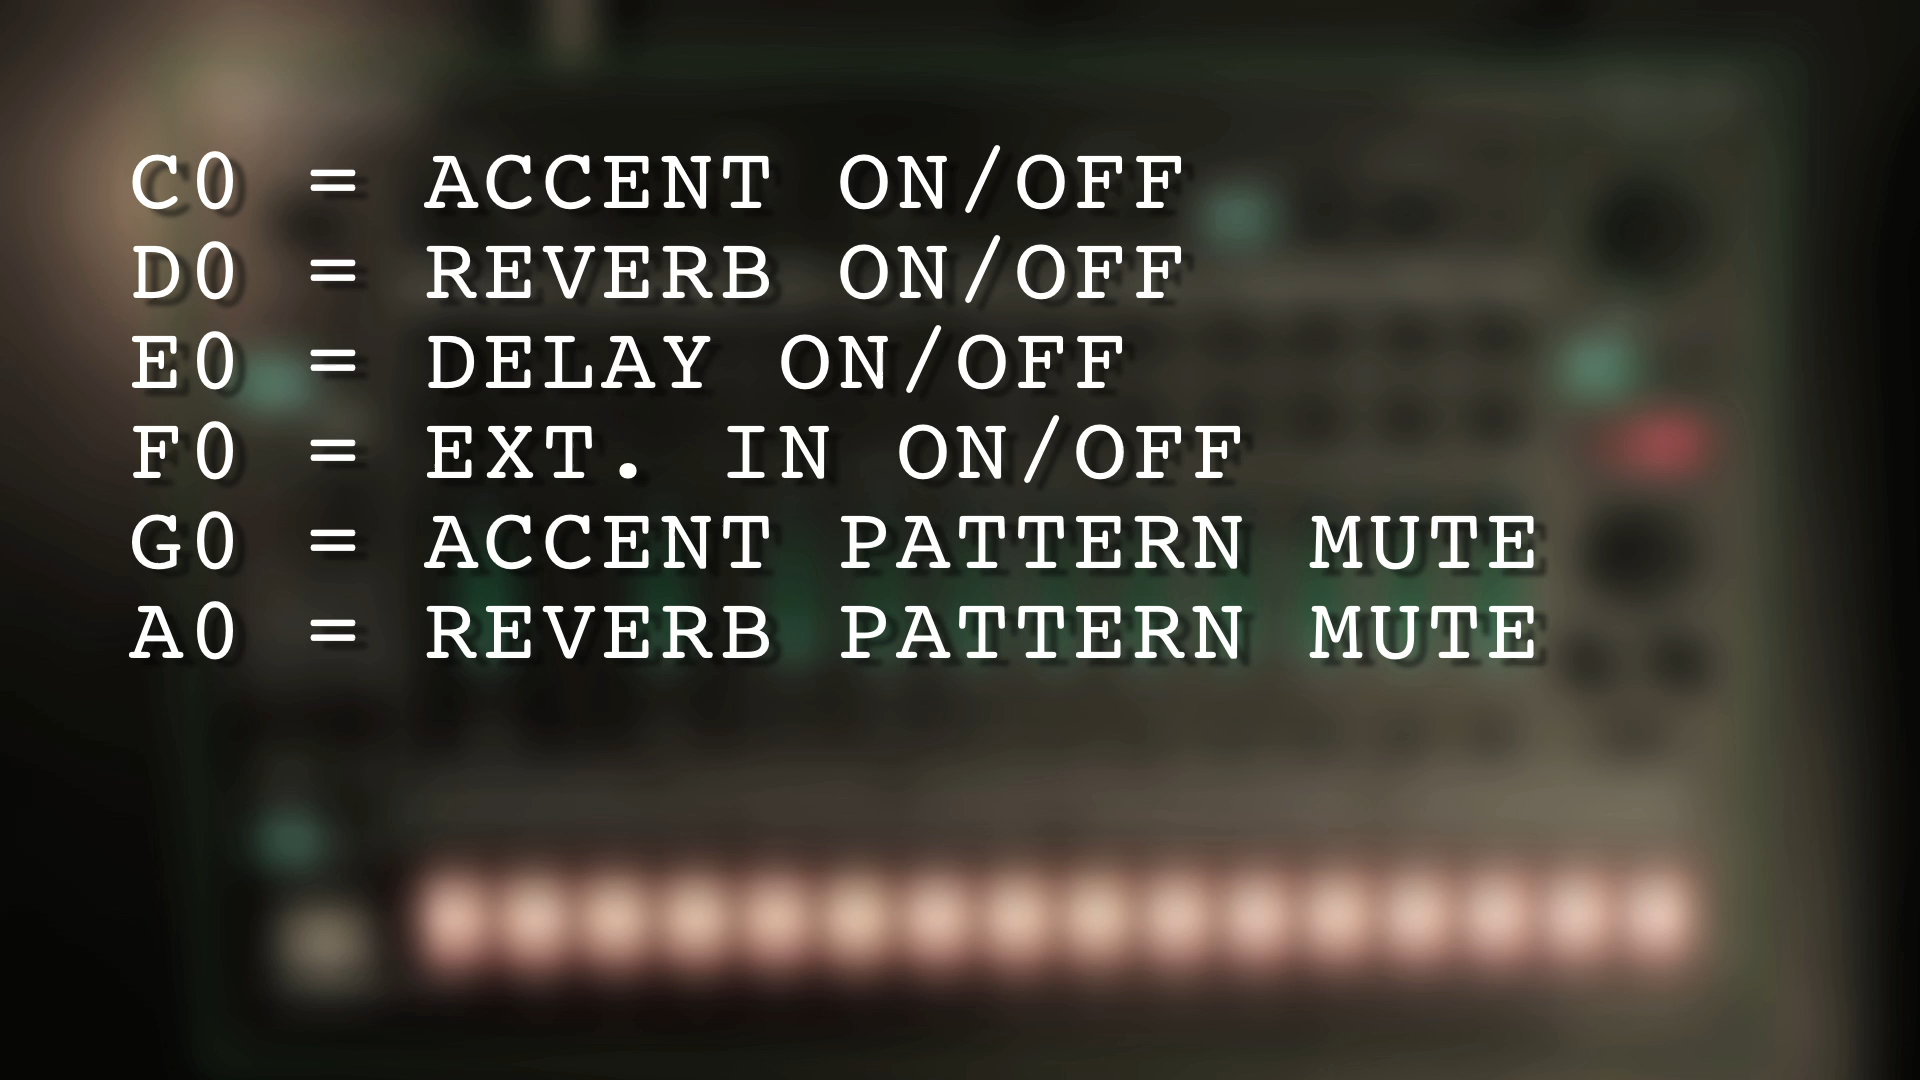 C0 = ACCENT ON/OFF
D0 = REVERB ON/OFF
E0 = DELAY ON/OFF
F0 = EXT. IN ON/OFF
G0 = ACCENT PATTERN MUTE
A0 = REVERB PATTERN MUTE